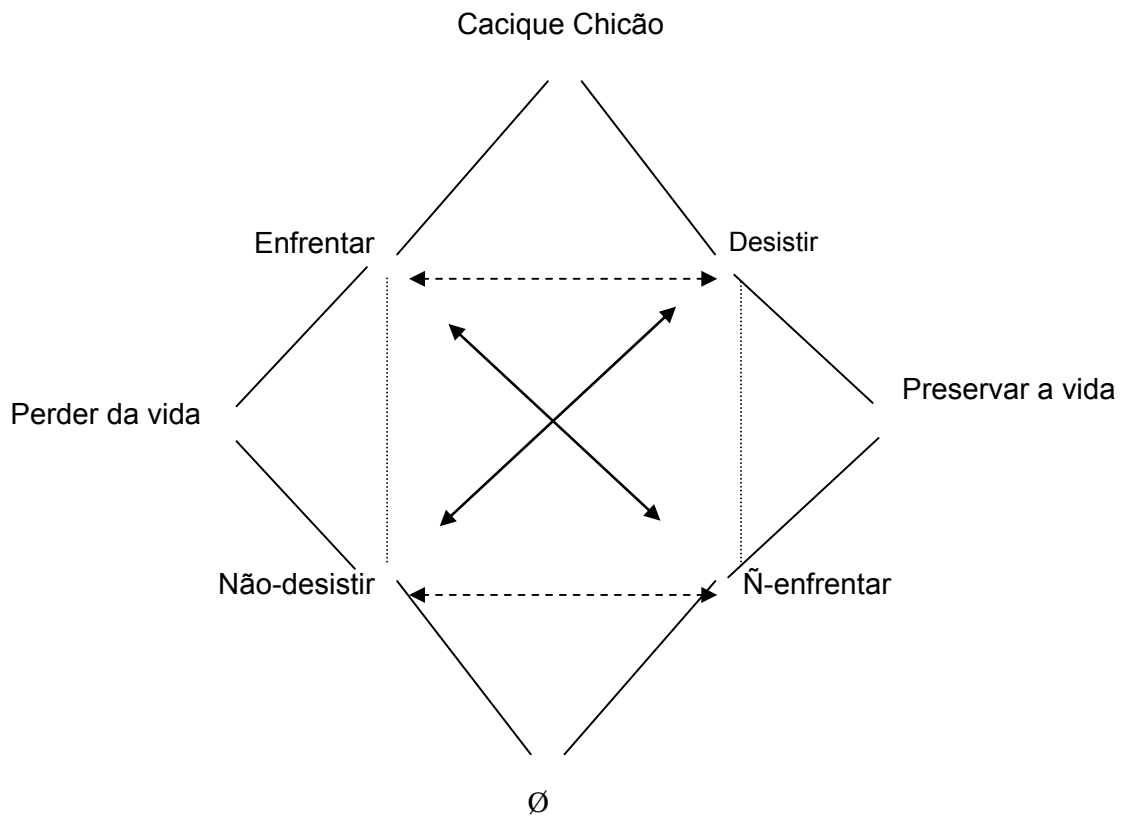 Cacique Chicão
Enfrentar
Desistir
Perder da vida
Preservar a vida
Não-desistir
Ñ-enfrentar
Ø